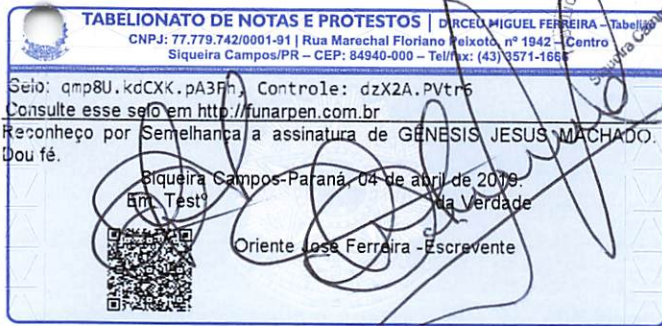 TABELIONATO DE NOTAS E PROTESTOS | DIRCEU MIGUEL FERREIRA - Tabelião
CNPJ: 77.779.742/0001-91 | Rua Marechal Floriano Peixoto, nº 1942 - Centro
Siqueira Campos/PR – CEP: 84940-000 – Tel/fax: (43) 3571-1666
Selo: qmp8U.kdCXK.pA3Fh, Controle: dzX2A.PVtr6
Consulte esse selo em http://funarpen.com.br
Reconheço por Semelhança a assinatura de GÊNESIS JESUS MACHADO.
Dou fé.
Siqueira Campos-Paraná, 04 de abril de 2019.
Em Testº da Verdade
Oriente José Ferreira -Escrevente